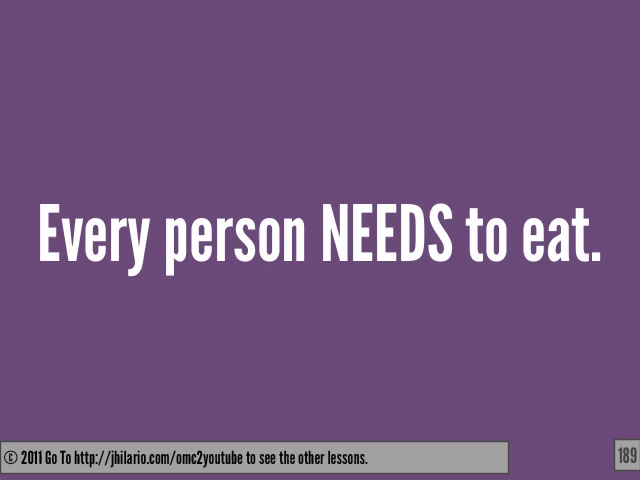 Every person NEEDS to eat.
© 2011 Go To http://jhilario.com/omc2youtube to see the other lessons.
189